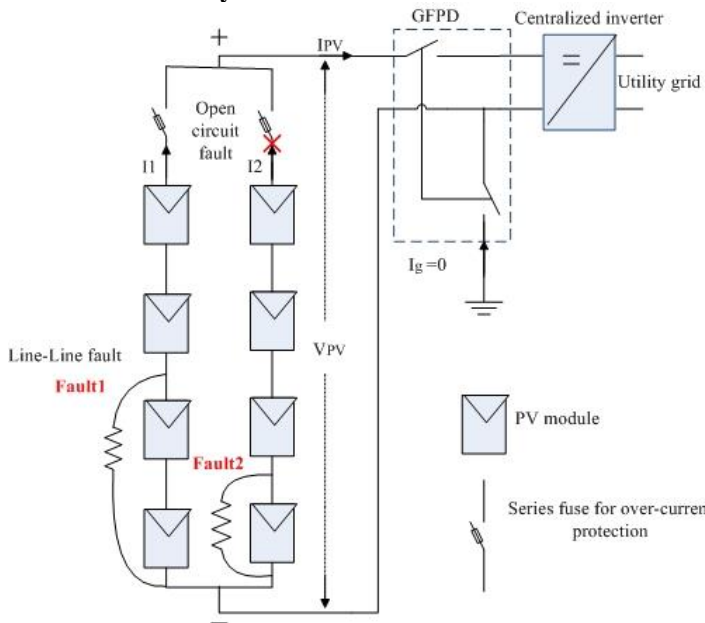 GFPD
Centralized inverter
+
IPV
=
Utility grid
Open
circuit
fault
I1
I2
Ig =0
Line-Line fault
VPV
Fault1
PV module
Fault2
Series fuse for over-current
protection